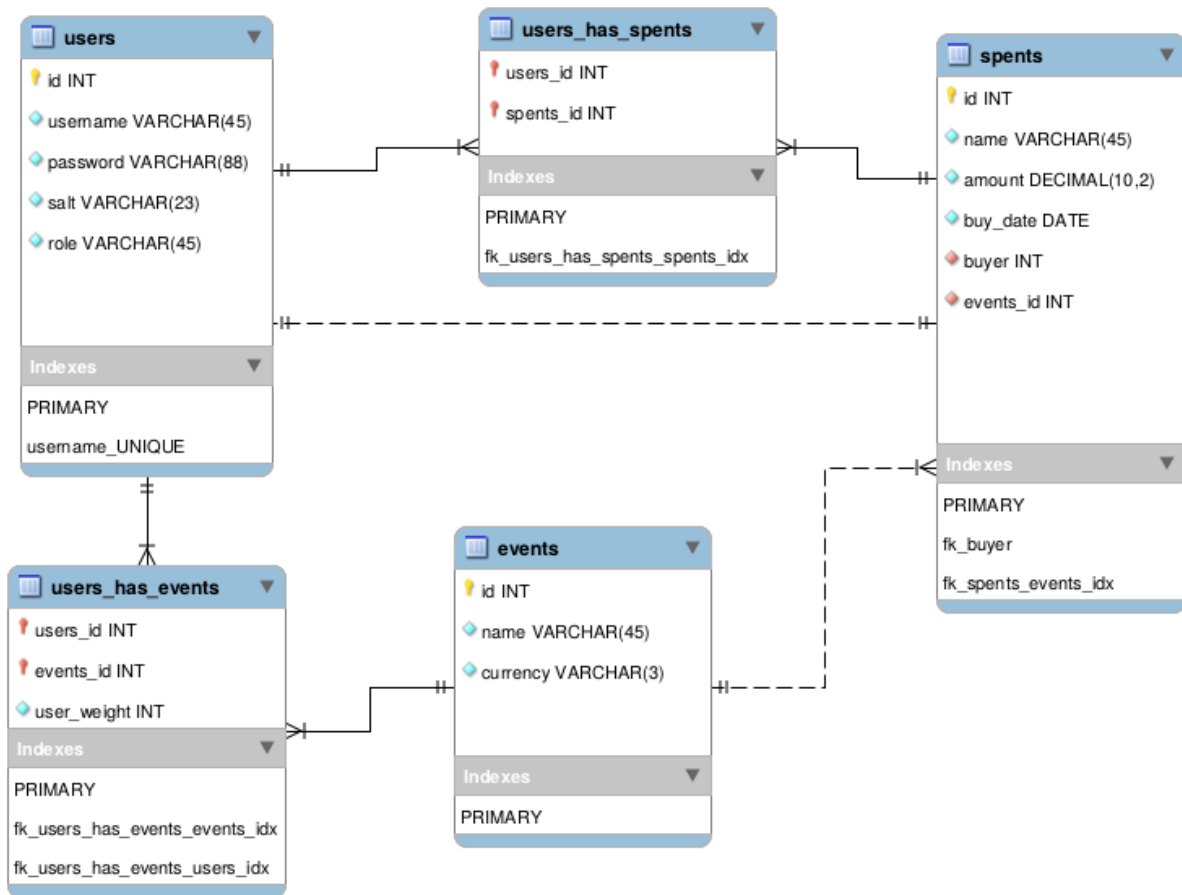 users
id INT
username VARCHAR(45)
password VARCHAR(88)
salt VARCHAR(23)
role VARCHAR(45)
Indexes
PRIMARY
username_UNIQUE
users_has_spents
users_id INT
spents_id INT
Indexes
PRIMARY
fk_users_has_spents_spents_idx
spents
id INT
name VARCHAR(45)
amount DECIMAL(10,2)
buy_date DATE
buyer INT
events_id INT
Indexes
PRIMARY
fk_buyer
fk_spents_events_idx
users_has_events
users_id INT
events_id INT
user_weight INT
Indexes
PRIMARY
fk_users_has_events_events_idx
fk_users_has_events_users_idx
events
id INT
name VARCHAR(45)
currency VARCHAR(3)
Indexes
PRIMARY